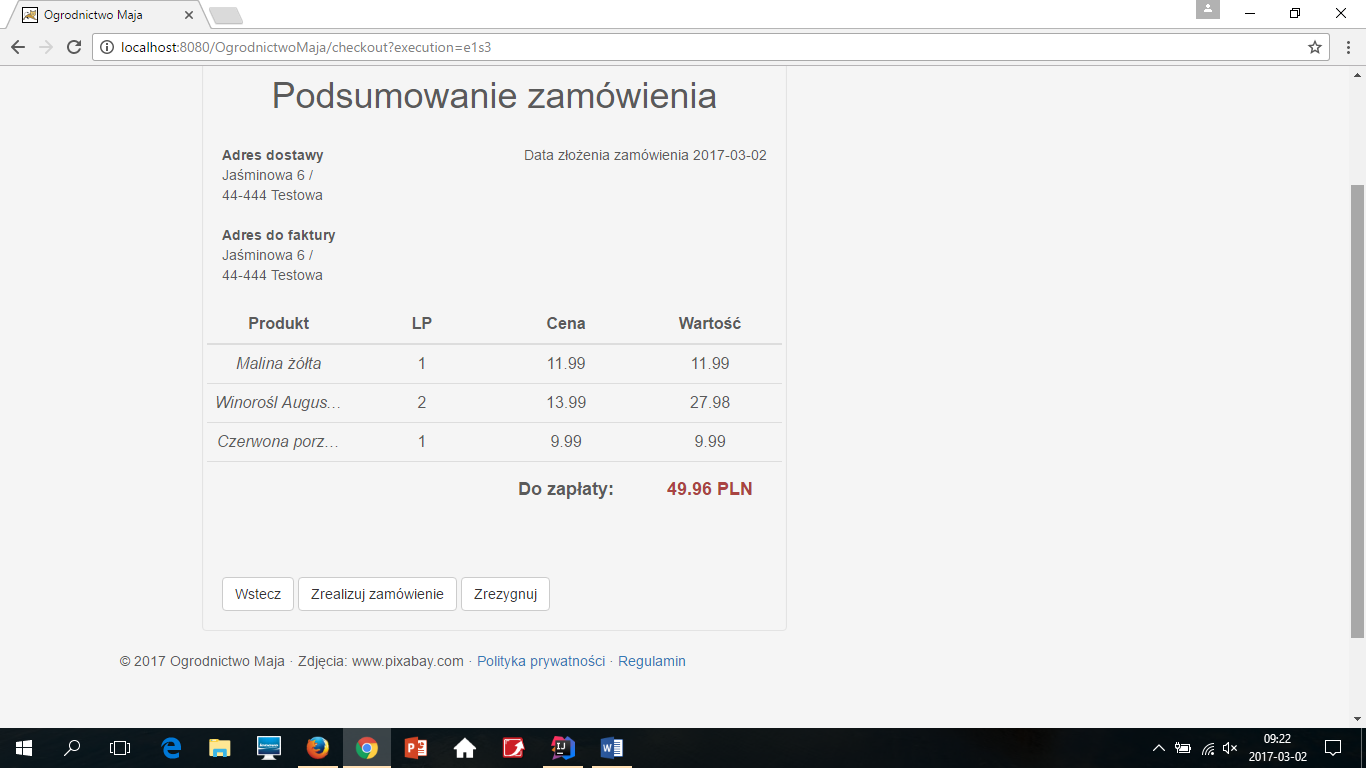 Ogrodnictwo Maja
localhost:8080/OgrodnictwoMaja/checkout?execution=e1s3
Podsumowanie zamówienia
Adres dostawy
Data złożenia zamówienia 2017-03-02
Jaśminowa 6 /
44-444 Testowa
Adres do faktury
Jaśminowa 6 /
44-444 Testowa
Produkt LP Cena Wartość
Malina żółta 1 11.99 11.99
Winorośl Augus… 2 13.99 27.98
Czerwona porz… 1 9.99 9.99
Do zapłaty: 49.96 PLN
Wstecz Zrealizuj zamówienie Zrezygnuj
© 2017 Ogrodnictwo Maja · Zdjęcia: www.pixabay.com · Polityka prywatności · Regulamin
09:22
2017-03-02